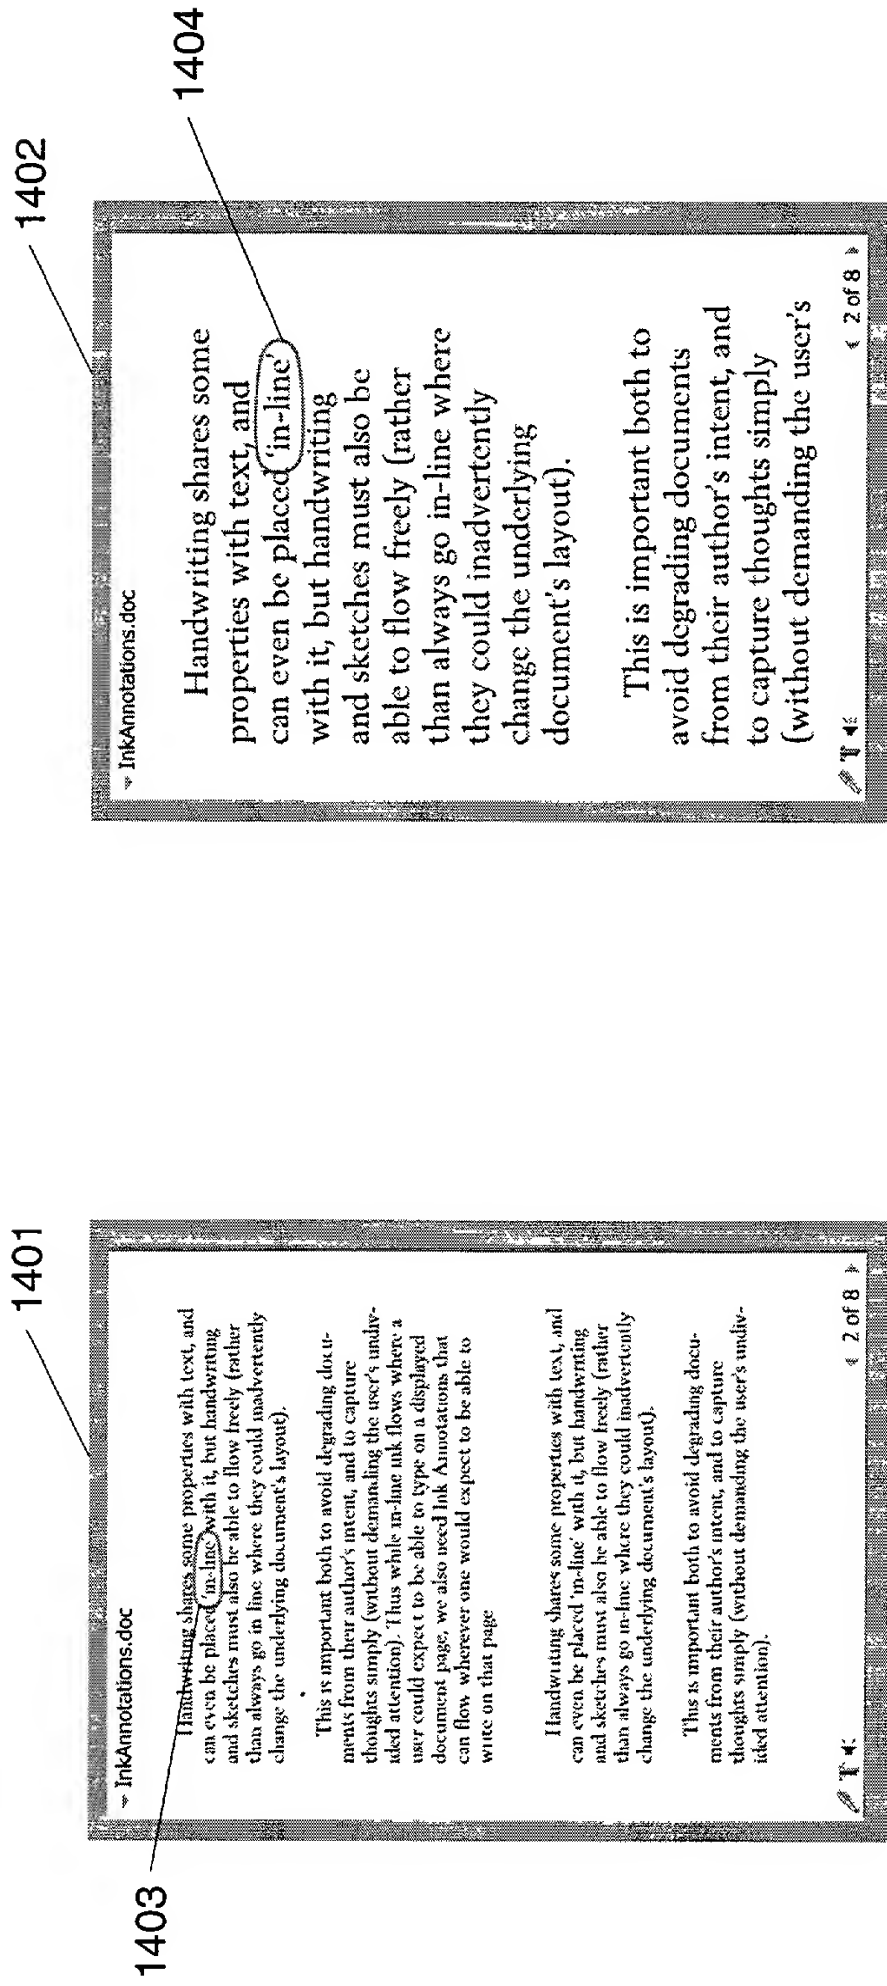 1401
InkAnnotations.doc
Handwriting shares some properties with text, and
can even be placed 'in-line' with it, but handwriting
and sketches must also be able to flow freely (rather
than always go in-line where they could inadvertently
change the underlying document's layout).
This is important both to avoid degrading docu-
ments from their author's intent, and to capture
thoughts simply (without demanding the user's undiv-
ided attention). Thus while in-line ink flows where a
user could expect to be able to type on a displayed
document page, we also need Ink Annotations that
can flow wherever one would expect to be able to
write on that page
Handwriting shares some properties with text, and
can even be placed 'in-line' with it, but handwriting
and sketches must also be able to flow freely (rather
than always go in-line where they could inadvertently
change the underlying document's layout).
This is important both to avoid degrading docu-
ments from their author's intent, and to capture
thoughts simply (without demanding the user's undiv-
ided attention).
T
2 of 8
1403
1402
InkAnnotations.doc
Handwriting shares some
properties with text, and
can even be placed 'in-line'
with it, but handwriting
and sketches must also be
able to flow freely (rather
than always go in-line where
they could inadvertently
change the underlying
document's layout).
This is important both to
avoid degrading documents
from their author's intent, and
to capture thoughts simply
(without demanding the user's
T
2 of 8
1404